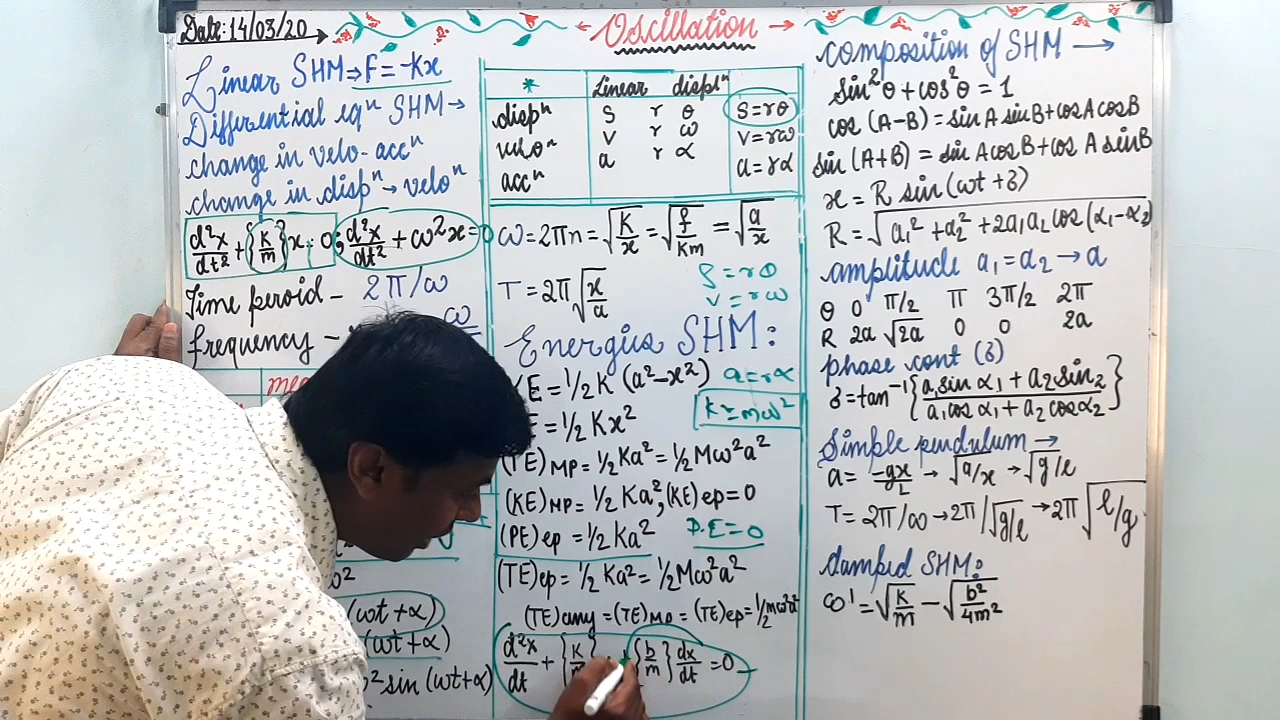 Date: 14/03/20 →
Oscillation
Linear SHM ⇒ F = -Kx
Differential eqⁿ SHM →
change in velo - accⁿ
change in dispⁿ → veloⁿ
d²x/dt² + {k/m} x = 0; d²x/dt² + ω²x = 0
Time peroid - 2π/ω
frequency - ω
(ωt+α)
(ωt+α)
² sin (ωt+α)
* Linear displⁿ
dispⁿ S r θ S = rθ
veloⁿ v r ω v = rω
accⁿ a r α a = rα
ω = 2πn = √K/x = √f/km = √a/x
T = 2π √x/a
S = rθ
v = rω
Energies SHM:
KE = 1/2 K (a²-x²) a = rα
K = mω²
E = 1/2 Kx²
(TE)MP = 1/2 Ka² = 1/2 Mω²a²
(KE)MP = 1/2 Ka², (KE)ep = 0
(PE)ep = 1/2 Ka² P.E = 0
(TE)ep = 1/2 Ka² = 1/2 Mω²a²
(TE)any = (TE)MP = (TE)ep = 1/2 mω²a²
d²x/dt + {K/m} + {b/m} dx/dt = 0
composition of SHM →
sin²θ + cos²θ = 1
cos (A-B) = sin A sin B + cos A cos B
sin (A+B) = sin A cos B + cos A sin B
x = R sin (ωt + δ)
R = √a₁² + a₂² + 2a₁a₂ cos (α₁-α₂)
amplitude a₁ = a₂ → a
θ 0 π/2 π 3π/2 2π
R 2a √2a 0 0 2a
phase cont (δ)
δ = tan⁻¹ {a₁ sin α₁ + a₂ sin₂ / a₁ cos α₁ + a₂ cos α₂}
Simple pendulum →
a = -gx/L → √a/x → √g/l
T = 2π/ω → 2π/√g/l → 2π √l/g
damped SHM:
ω' = √K/m - √b²/4m²